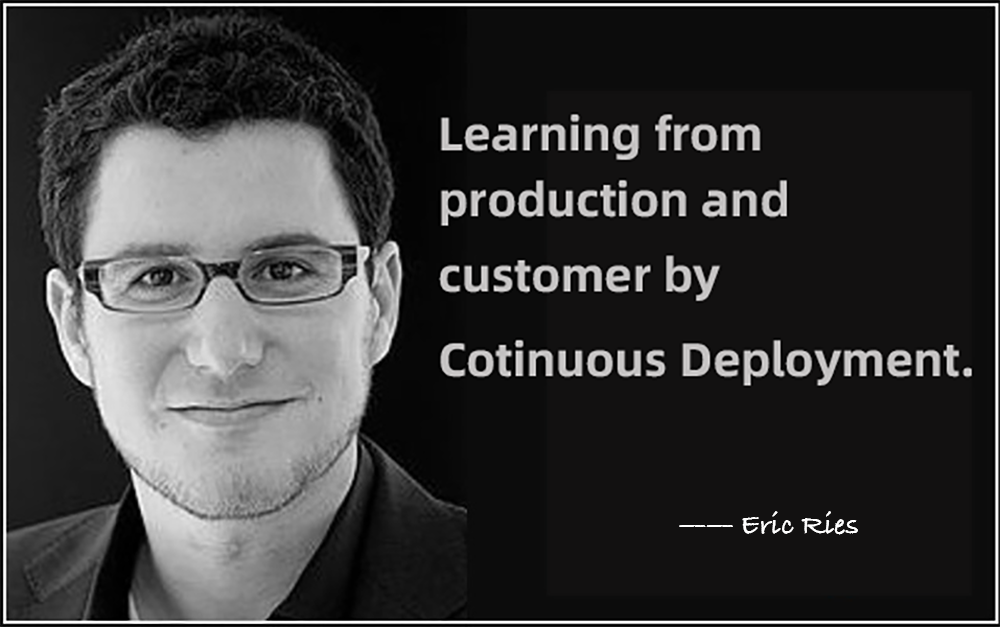 Learning from
production and
customer by
Cotinuous Deployment.
—— Eric Ries